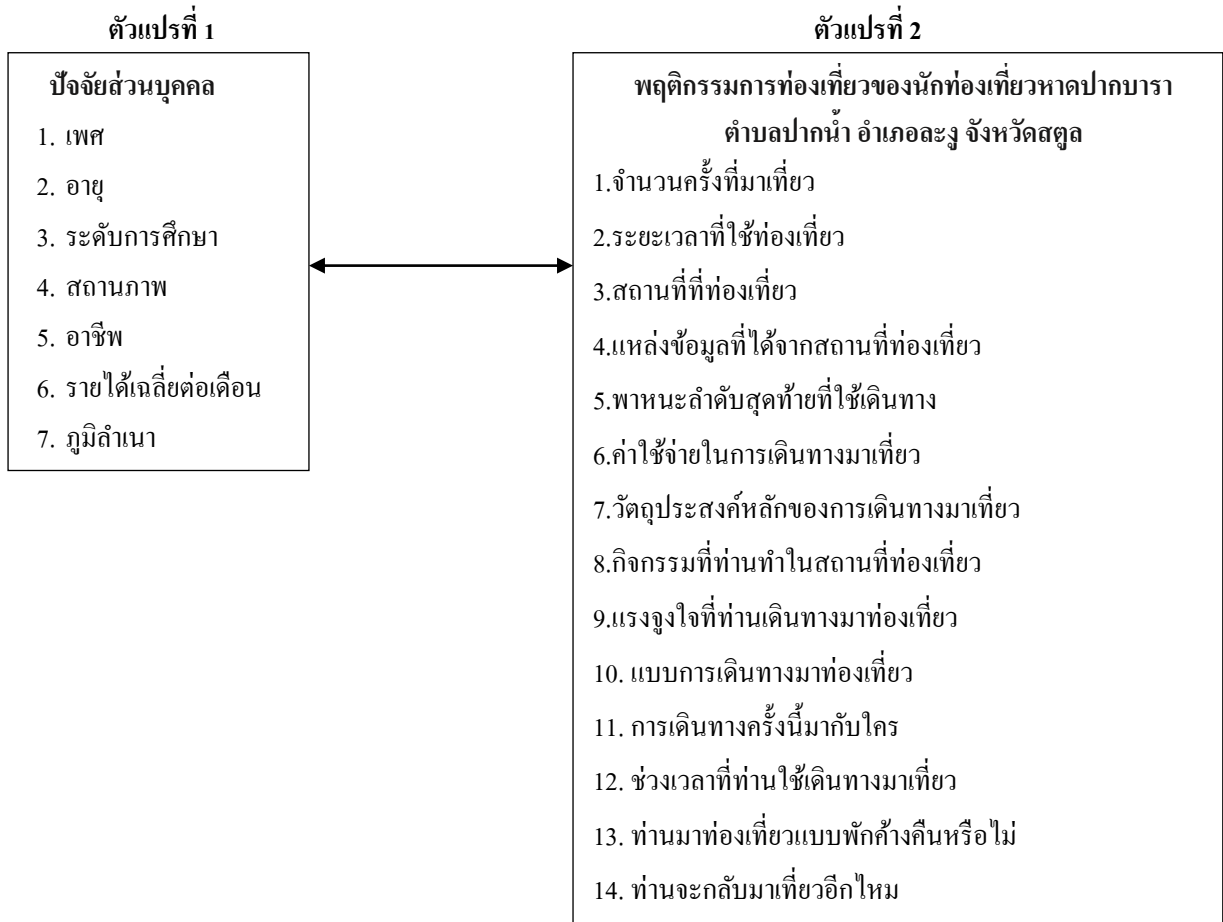 ตัวแปรที่ 1
ตัวแปรที่ 2
ปัจจัยส่วนบุคคล
1. เพศ
2. อายุ
3. ระดับการศึกษา
4. สถานภาพ
5. อาชีพ
6. รายได้เฉลี่ยต่อเดือน
7. ภูมิลำเนา
พฤติกรรมการท่องเที่ยวของนักท่องเที่ยวหาดปากบารา
ตำบลปากน้ำ อำเภอละงู จังหวัดสตูล
1.จำนวนครั้งที่มาเที่ยว
2.ระยะเวลาที่ใช้ท่องเที่ยว
3.สถานที่ที่ท่องเที่ยว
4.แหล่งข้อมูลที่ได้จากสถานที่ท่องเที่ยว
5.พาหนะลำดับสุดท้ายที่ใช้เดินทาง
6.ค่าใช้จ่ายในการเดินทางมาเที่ยว
7.วัตถุประสงค์หลักของการเดินทางมาเที่ยว
8.กิจกรรมที่ท่านทำในสถานที่ท่องเที่ยว
9.แรงจูงใจที่ท่านเดินทางมาท่องเที่ยว
10. แบบการเดินทางมาท่องเที่ยว
11. การเดินทางครั้งนี้มากับใคร
12. ช่วงเวลาที่ท่านใช้เดินทางมาเที่ยว
13. ท่านมาท่องเที่ยวแบบพักค้างคืนหรือไม่
14. ท่านจะกลับมาเที่ยวอีกไหม